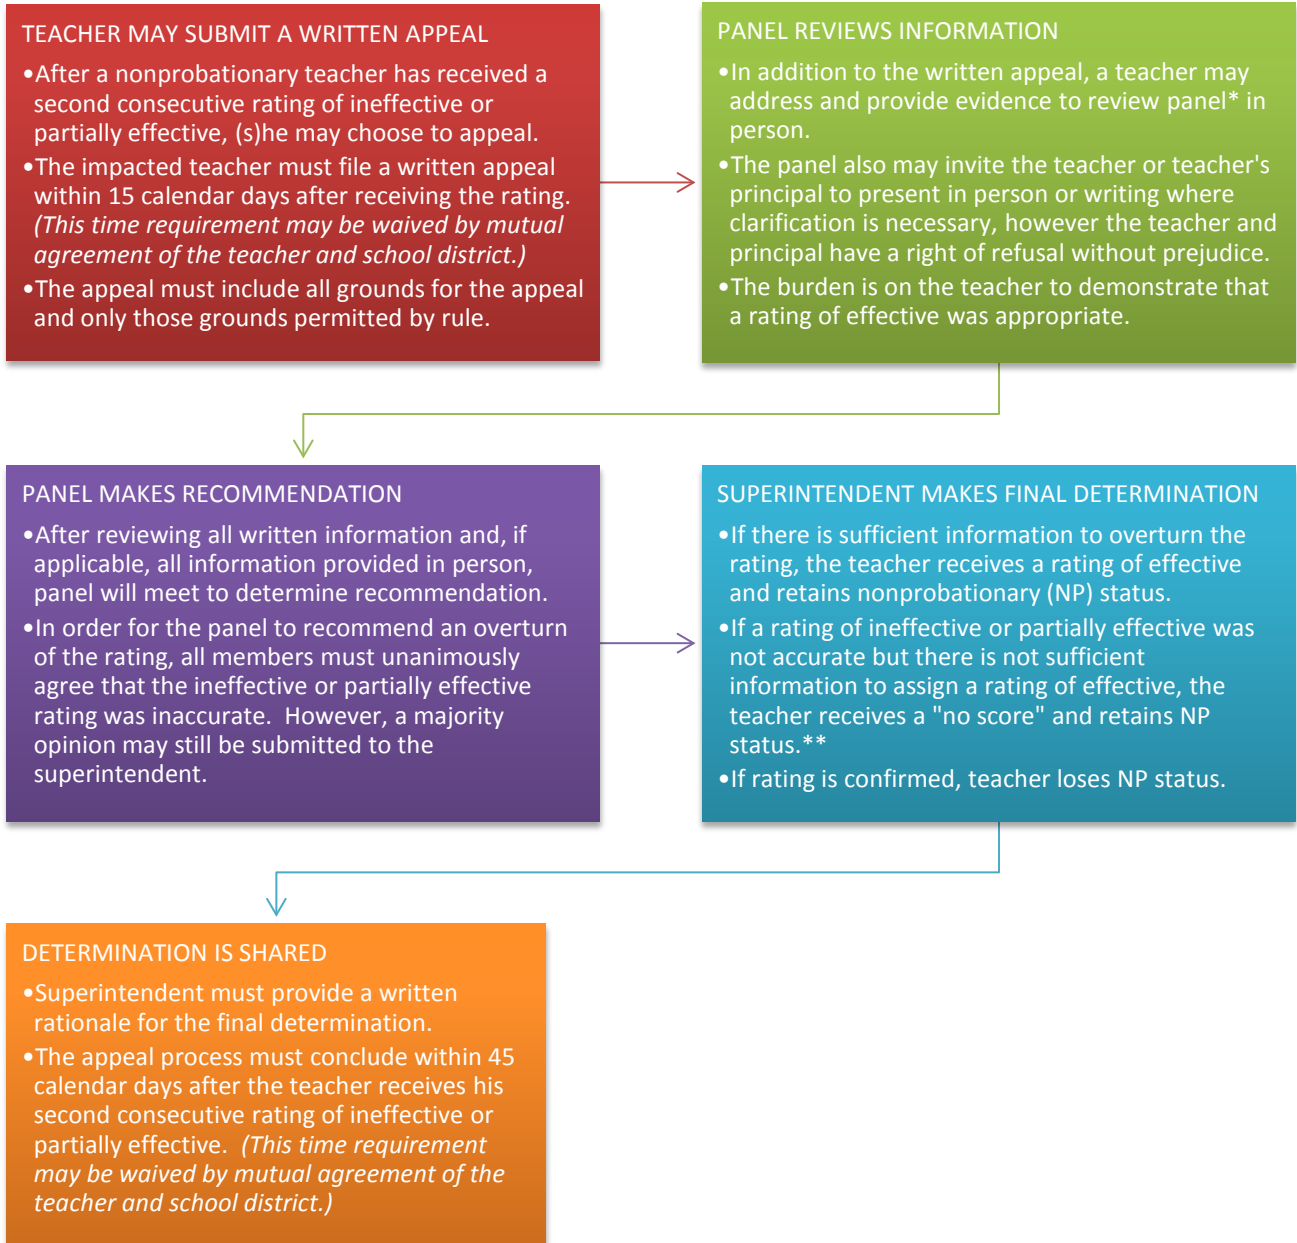 TEACHER MAY SUBMIT A WRITTEN APPEAL
•After a nonprobationary teacher has received a
second consecutive rating of ineffective or
partially effective, (s)he may choose to appeal.
•The impacted teacher must file a written appeal
within 15 calendar days after receiving the rating.
(This time requirement may be waived by mutual
agreement of the teacher and school district.)
•The appeal must include all grounds for the appeal
and only those grounds permitted by rule.
PANEL REVIEWS INFORMATION
•In addition to the written appeal, a teacher may
address and provide evidence to review panel* in
person.
•The panel also may invite the teacher or teacher's
principal to present in person or writing where
clarification is necessary, however the teacher and
principal have a right of refusal without prejudice.
•The burden is on the teacher to demonstrate that
a rating of effective was appropriate.
PANEL MAKES RECOMMENDATION
•After reviewing all written information and, if
applicable, all information provided in person,
panel will meet to determine recommendation.
•In order for the panel to recommend an overturn
of the rating, all members must unanimously
agree that the ineffective or partially effective
rating was inaccurate.  However, a majority
opinion may still be submitted to the
superintendent.
SUPERINTENDENT MAKES FINAL DETERMINATION
•If there is sufficient information to overturn the
rating, the teacher receives a rating of effective
and retains nonprobationary (NP) status.
•If a rating of ineffective or partially effective was
not accurate but there is not sufficient
information to assign a rating of effective, the
teacher receives a "no score" and retains NP
status.**
•If rating is confirmed, teacher loses NP status.
DETERMINATION IS SHARED
•Superintendent must provide a written
rationale for the final determination.
•The appeal process must conclude within 45
calendar days after the teacher receives his
second consecutive rating of ineffective or
partially effective.  (This time requirement
may be waived by mutual agreement of the
teacher and school district.)